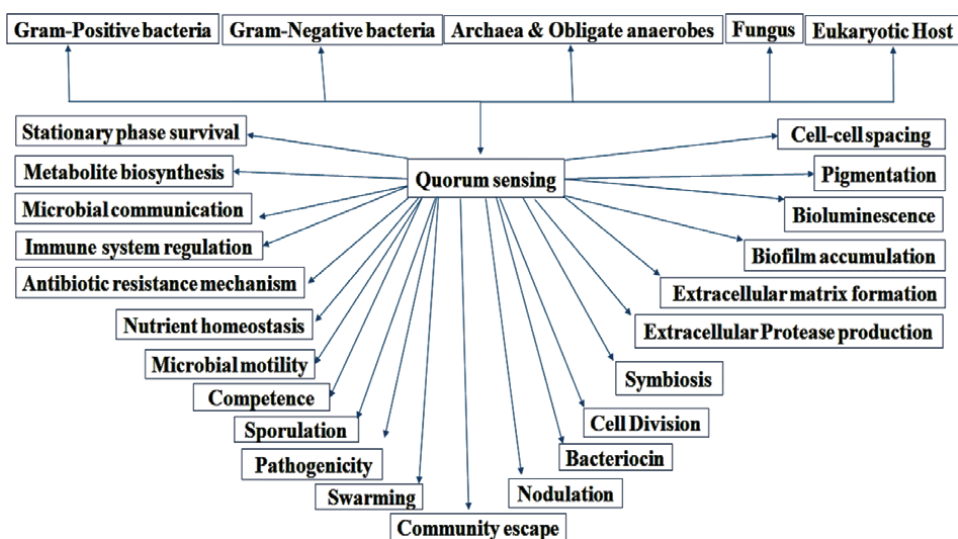 Gram-Positive bacteria
Gram-Negative bacteria
Archaea & Obligate anaerobes
Fungus
Eukaryotic Host
Quorum sensing
Stationary phase survival
Metabolite biosynthesis
Microbial communication
Immune system regulation
Antibiotic resistance mechanism
Nutrient homeostasis
Microbial motility
Competence
Sporulation
Pathogenicity
Swarming
Community escape
Nodulation
Bacteriocin
Cell Division
Symbiosis
Extracellular Protease production
Extracellular matrix formation
Biofilm accumulation
Bioluminescence
Pigmentation
Cell-cell spacing